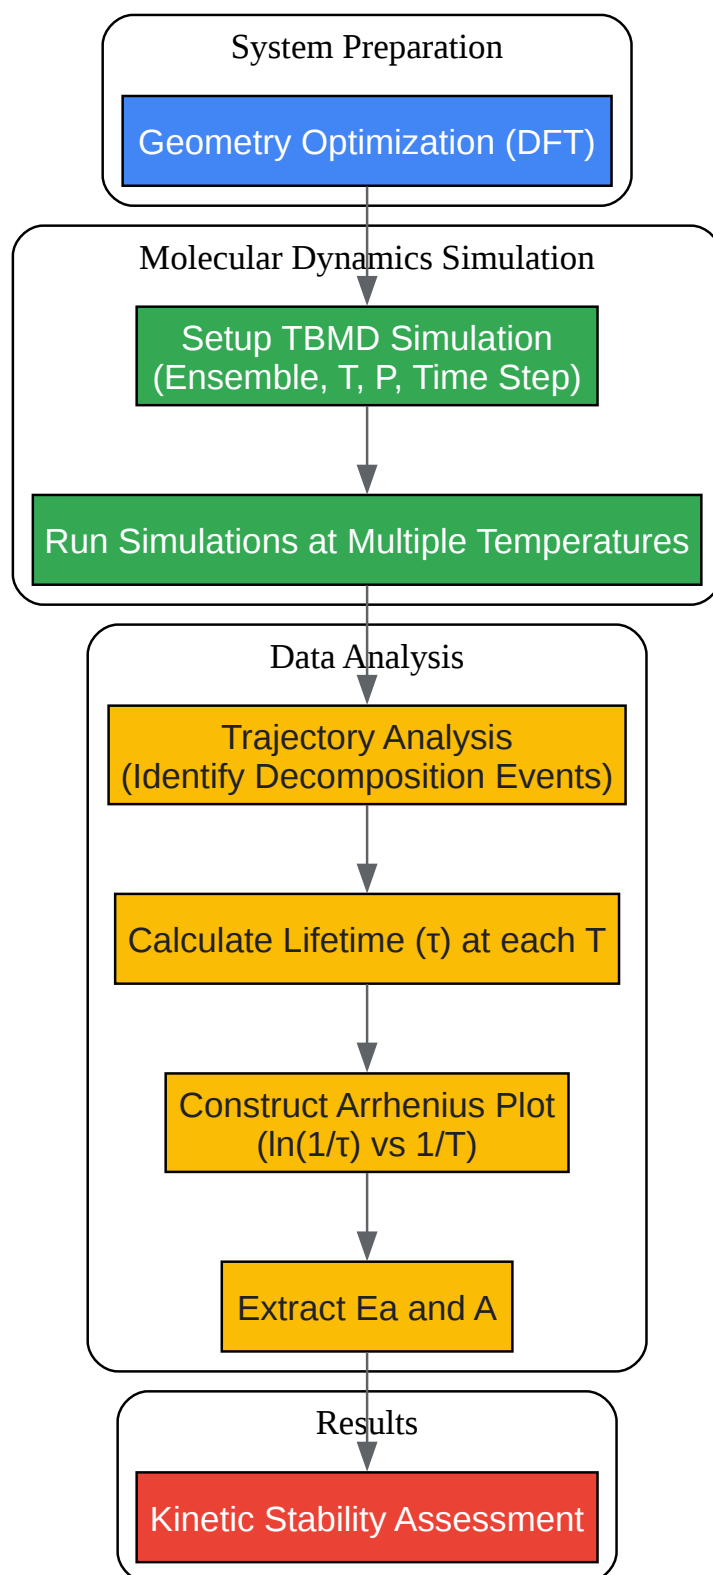 System Preparation
Geometry Optimization (DFT)
Molecular Dynamics Simulation
Setup TBMD Simulation
(Ensemble, T, P, Time Step)
Run Simulations at Multiple Temperatures
Data Analysis
Trajectory Analysis
(Identify Decomposition Events)
Calculate Lifetime (τ) at each T
Construct Arrhenius Plot
(ln(1/τ) vs 1/T)
Extract Ea and A
Results
Kinetic Stability Assessment